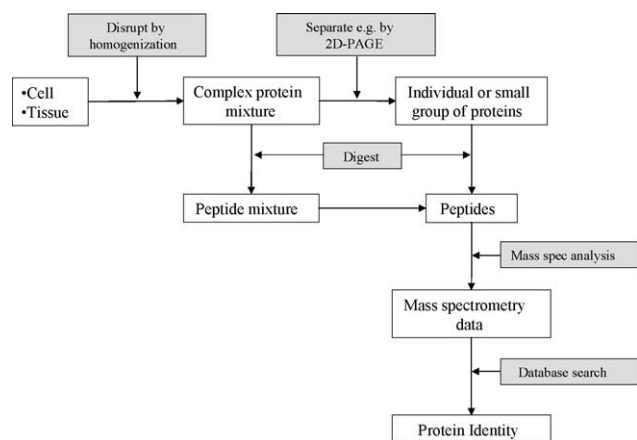 Disrupt by
homogenization
Separate e.g. by
2D-PAGE
•Cell
•Tissue
Complex protein
mixture
Individual or small
group of proteins
Digest
Peptide mixture
Peptides
Mass spec analysis
Mass spectrometry
data
Database search
Protein Identity